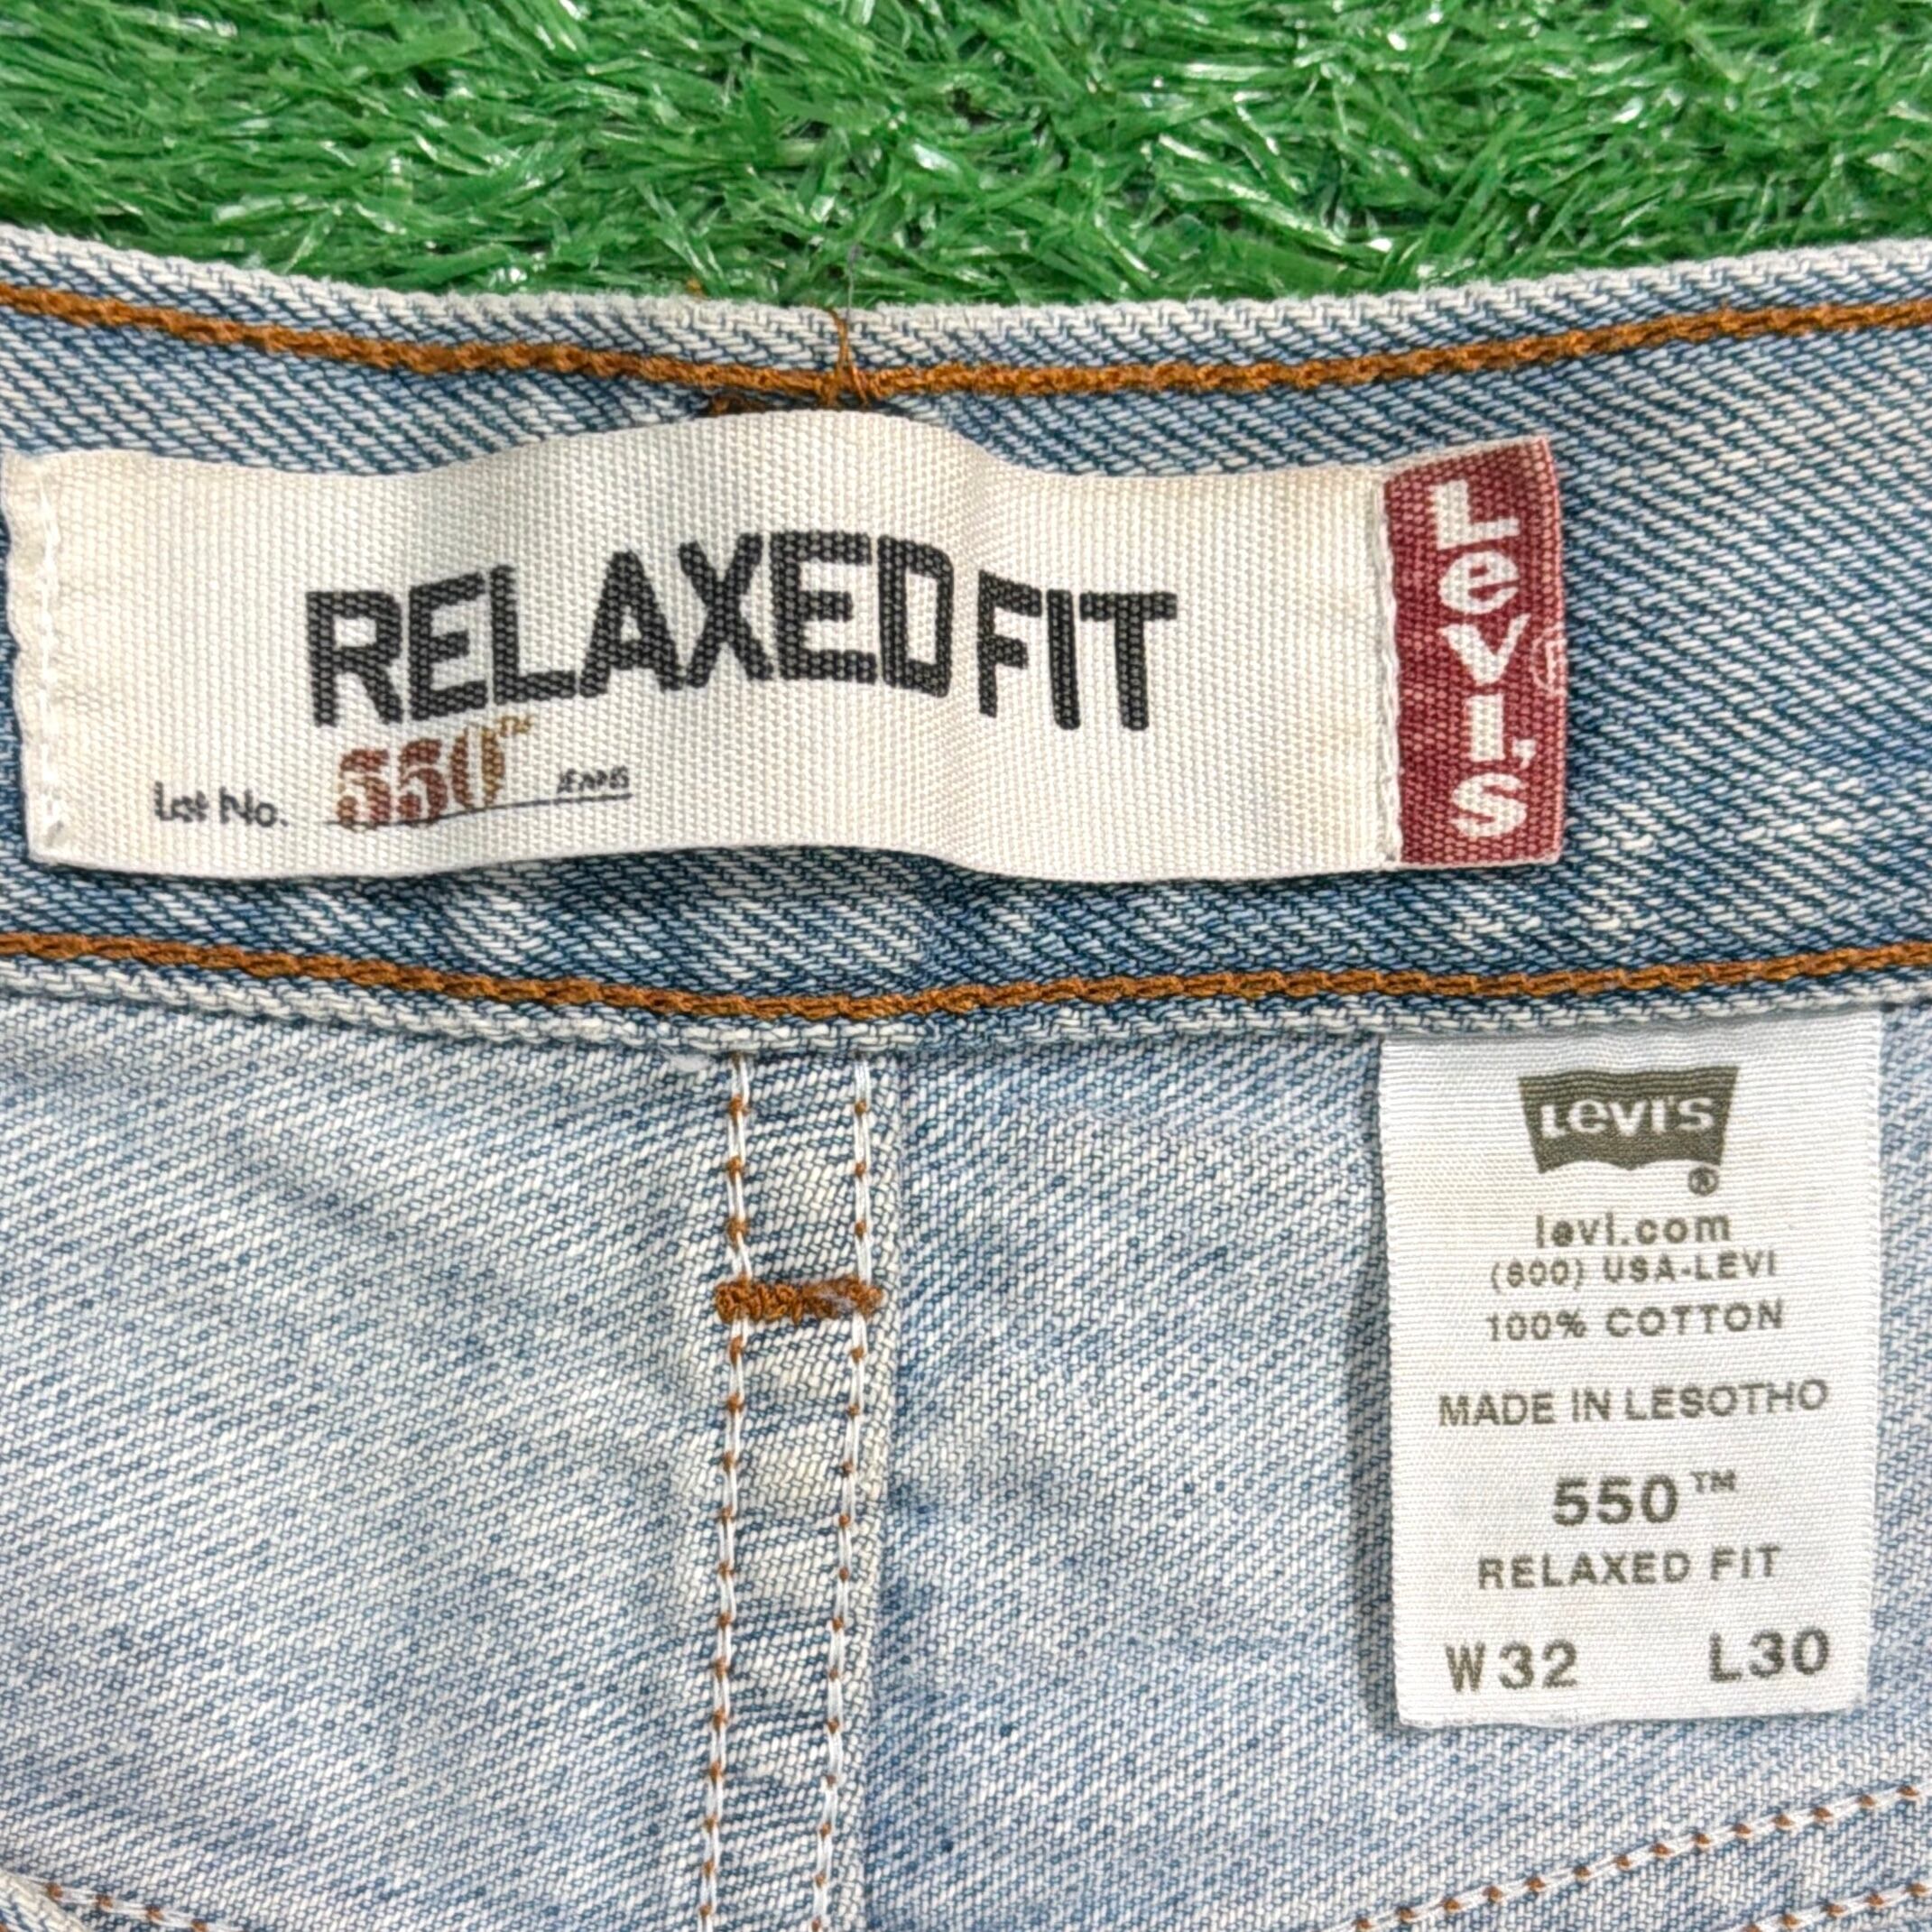 RELAXED FIT
Lot No. 550™ JEANS
Levi's®
Levi's®
levi.com
(800) USA-LEVI
100% COTTON
MADE IN LESOTHO
550™
RELAXED FIT
W32 L30